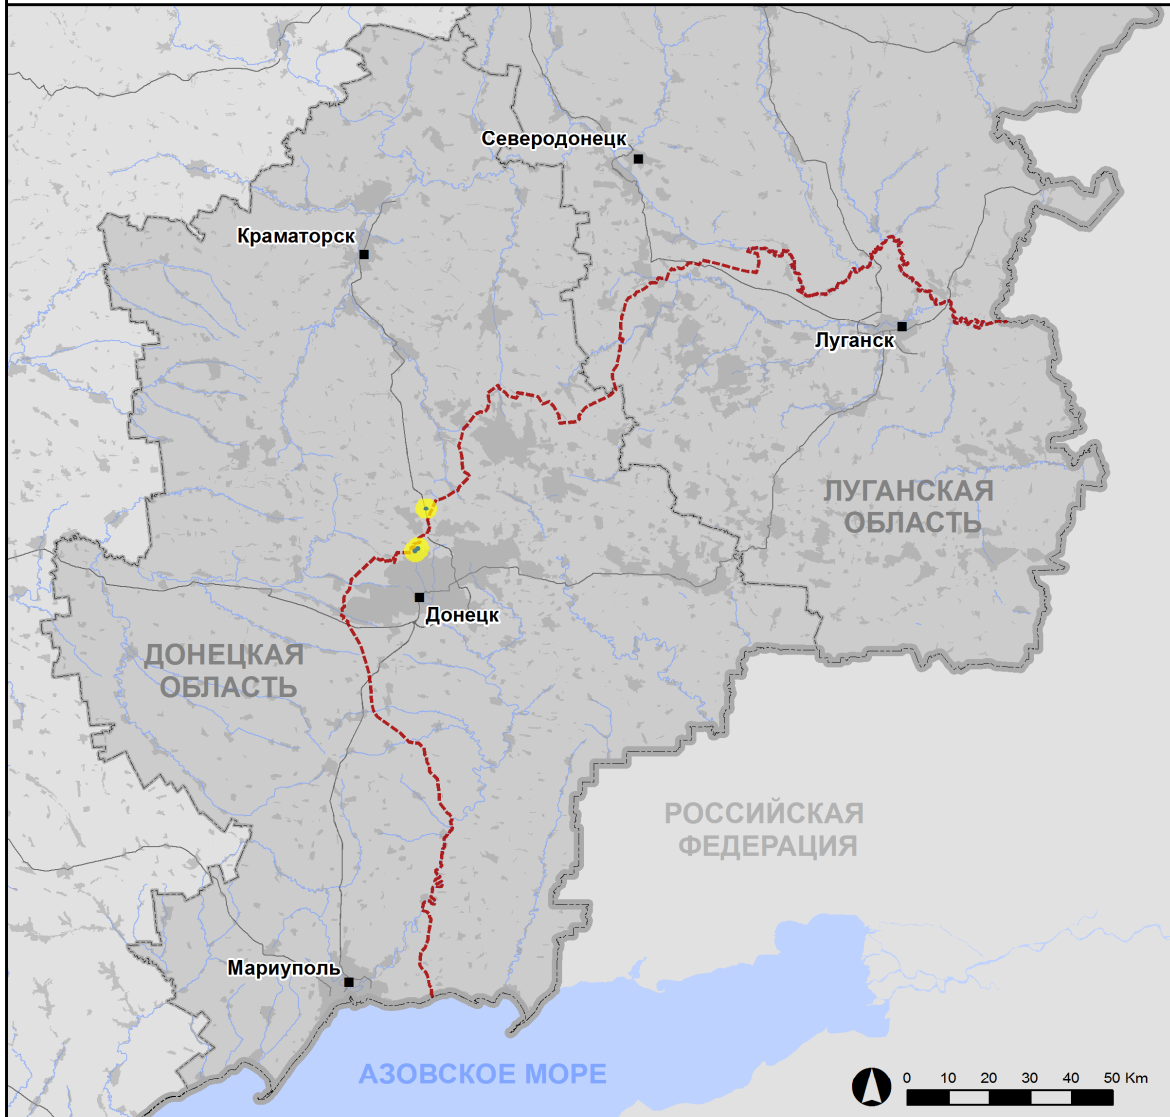 Северодонецк
Краматорск
Луганск
ЛУГАНСКАЯ
ОБЛАСТЬ
Донецк
ДОНЕЦКАЯ
ОБЛАСТЬ
РОССИЙСКАЯ
ФЕДЕРАЦИЯ
Мариуполь
АЗОВСКОЕ МОРЕ
0 10 20 30 40 50 Km